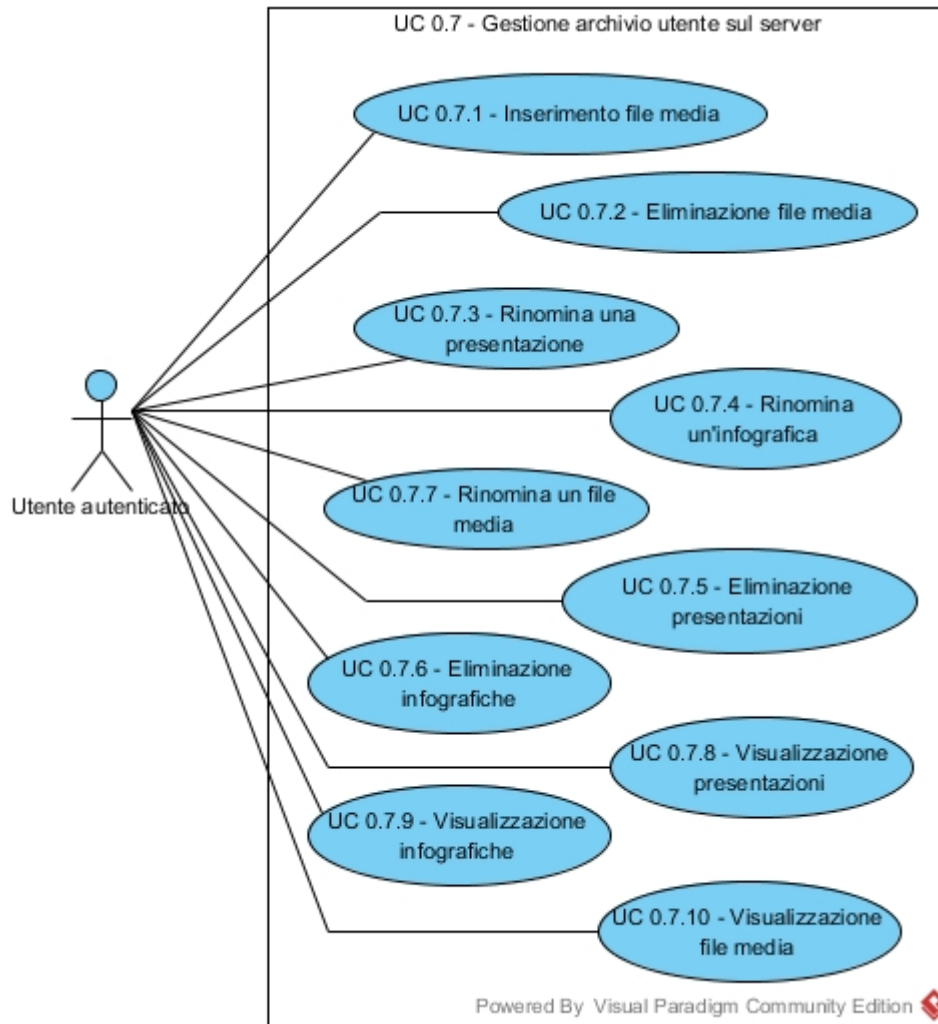 UC 0.7 - Gestione archivio utente sul server
UC 0.7.1 - Inserimento file media
UC 0.7.2 - Eliminazione file media
UC 0.7.3 - Rinomina una
presentazione
UC 0.7.4 - Rinomina
un'infografica
UC 0.7.7 - Rinomina un file
media
Utente autenticato
UC 0.7.5 - Eliminazione
presentazioni
UC 0.7.6 - Eliminazione
infografiche
UC 0.7.8 - Visualizzazione
presentazioni
UC 0.7.9 - Visualizzazione
infografiche
UC 0.7.10 - Visualizzazione
file media
Powered By Visual Paradigm Community Edition